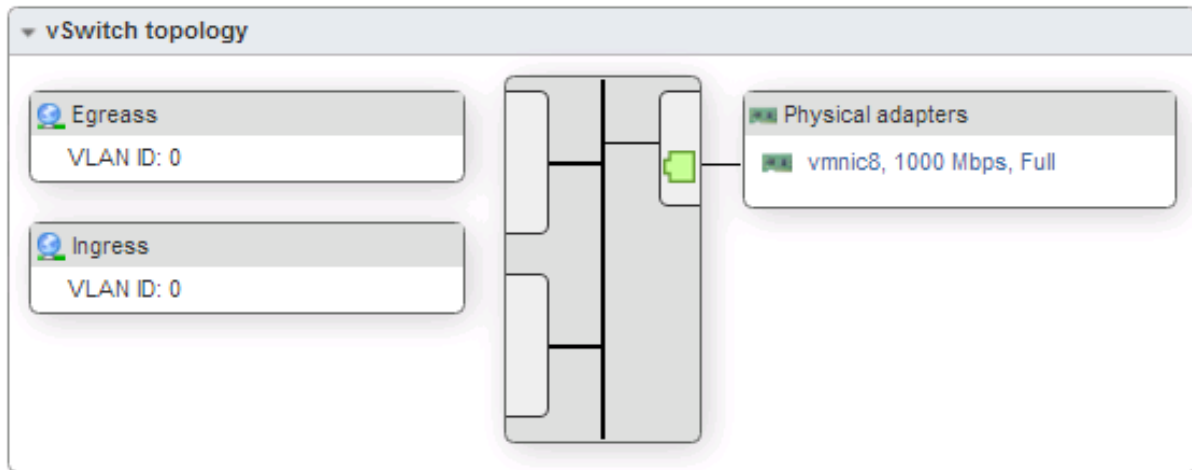 vSwitch topology
Egreass
VLAN ID: 0
Ingress
VLAN ID: 0
Physical adapters
vmnic8, 1000 Mbps, Full